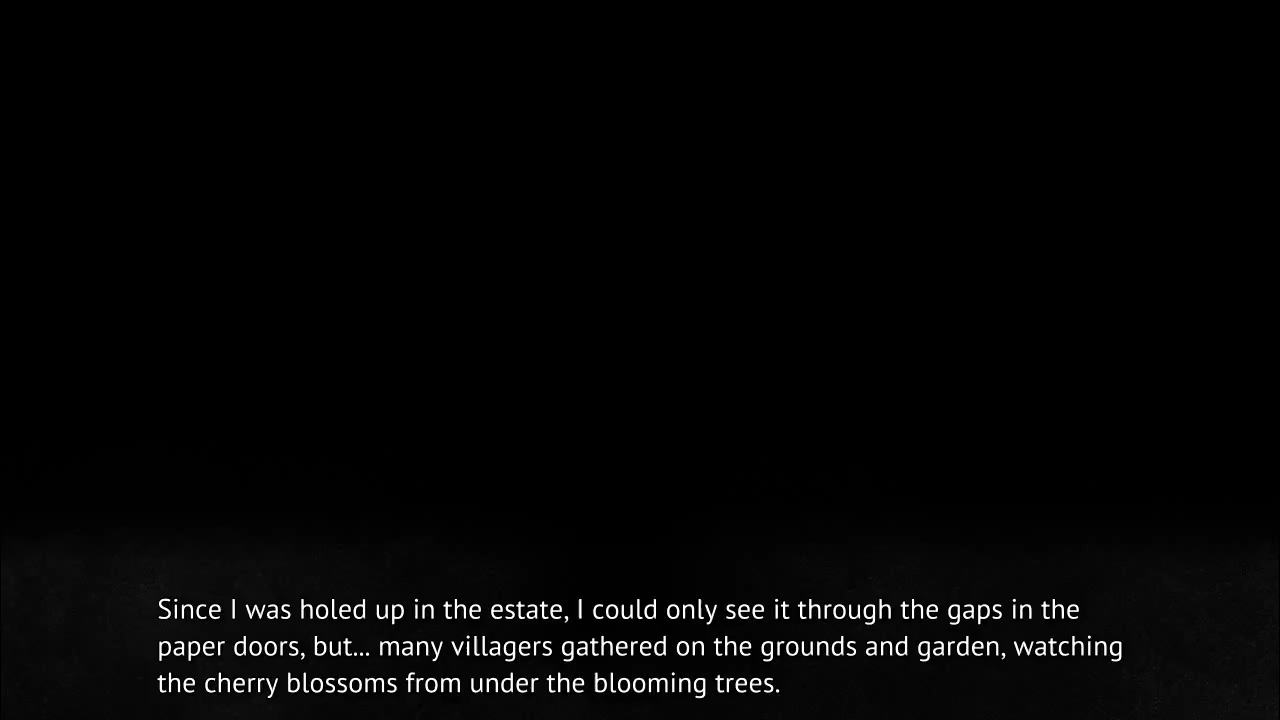 Since I was holed up in the estate, I could only see it through the gaps in the
paper doors, but... many villagers gathered on the grounds and garden, watching
the cherry blossoms from under the blooming trees.